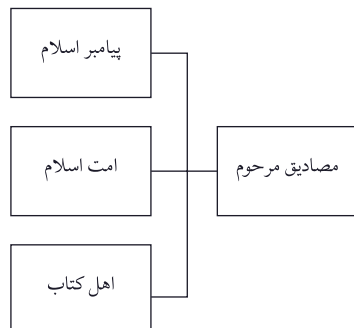 مصادیق مرحوم
پیامبر اسلام
امت اسلام
اهل کتاب